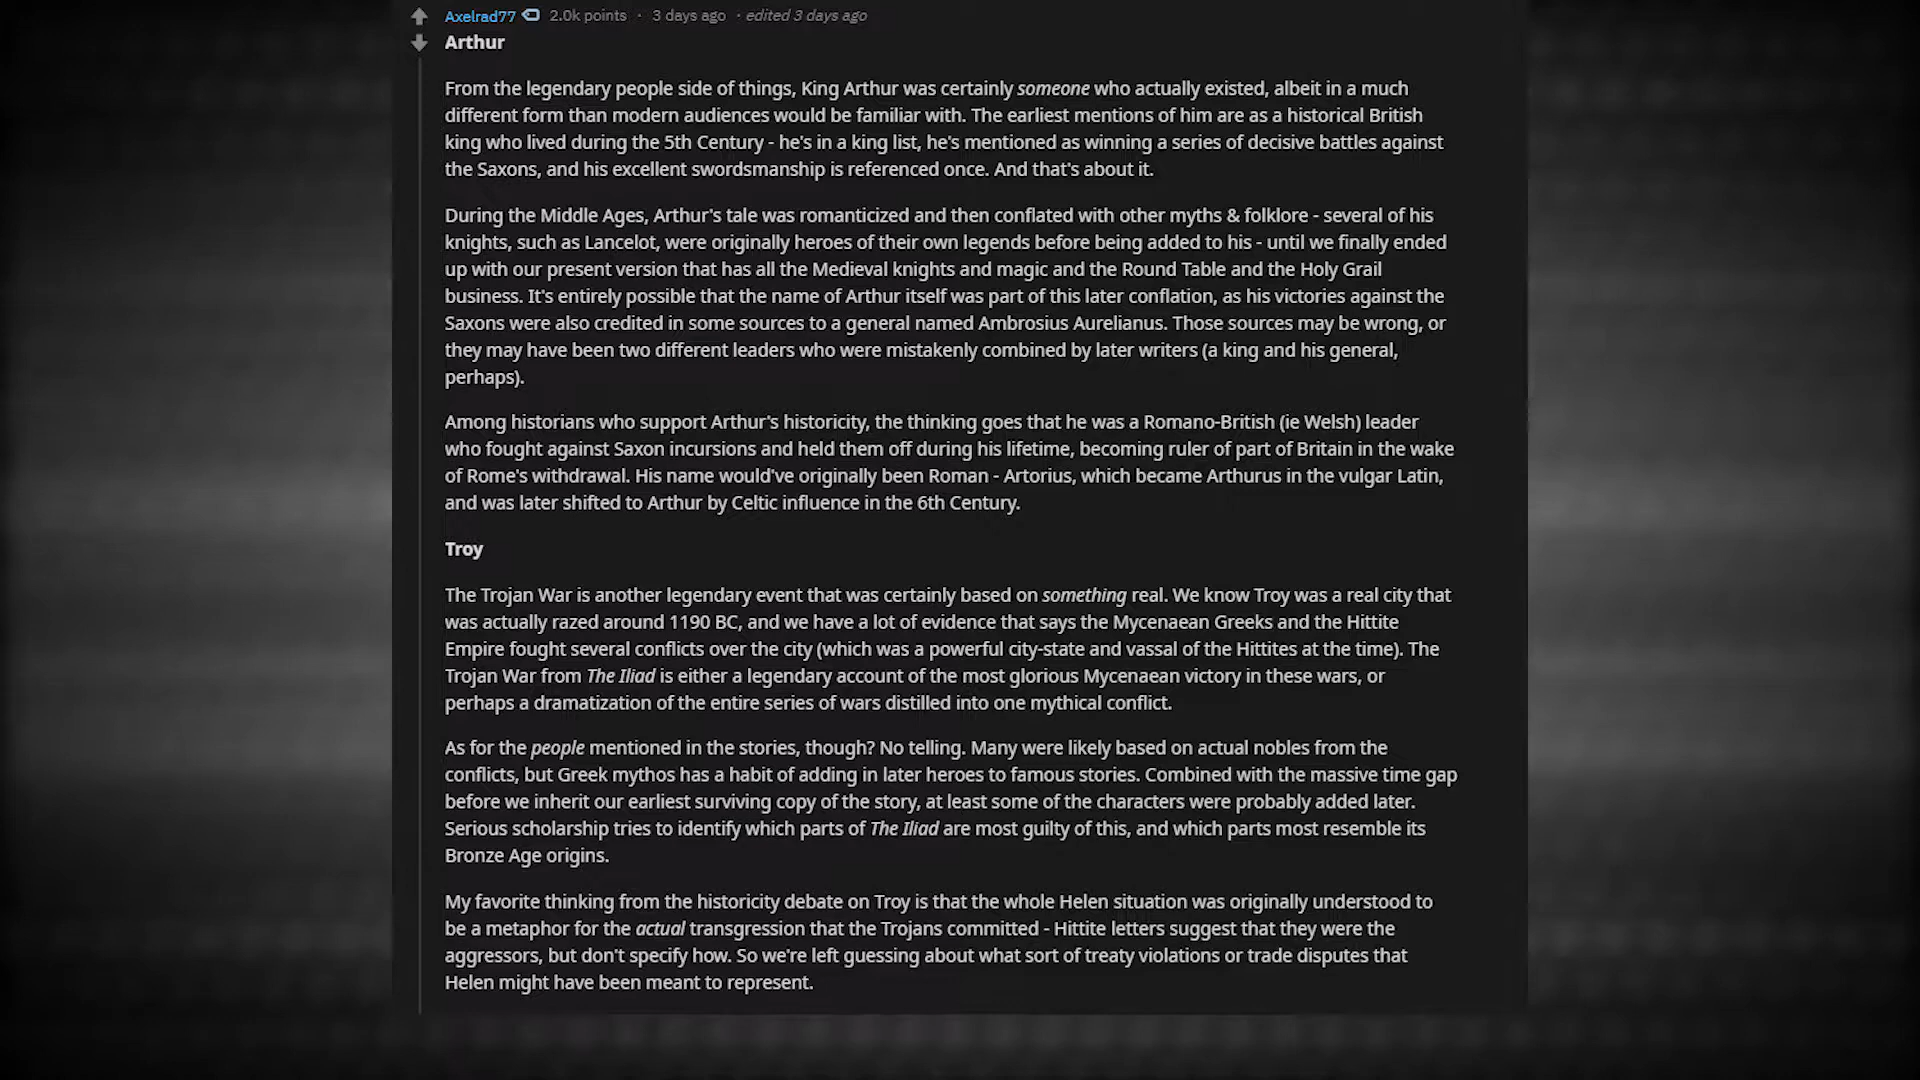 Axelrad77 2.0k points · 3 days ago · edited 3 days ago
Arthur
From the legendary people side of things, King Arthur was certainly someone who actually existed, albeit in a much
different form than modern audiences would be familiar with. The earliest mentions of him are as a historical British
king who lived during the 5th Century - he's in a king list, he's mentioned as winning a series of decisive battles against
the Saxons, and his excellent swordsmanship is referenced once. And that's about it.
During the Middle Ages, Arthur's tale was romanticized and then conflated with other myths & folklore - several of his
knights, such as Lancelot, were originally heroes of their own legends before being added to his - until we finally ended
up with our present version that has all the Medieval knights and magic and the Round Table and the Holy Grail
business. It's entirely possible that the name of Arthur itself was part of this later conflation, as his victories against the
Saxons were also credited in some sources to a general named Ambrosius Aurelianus. Those sources may be wrong, or
they may have been two different leaders who were mistakenly combined by later writers (a king and his general,
perhaps).
Among historians who support Arthur's historicity, the thinking goes that he was a Romano-British (ie Welsh) leader
who fought against Saxon incursions and held them off during his lifetime, becoming ruler of part of Britain in the wake
of Rome's withdrawal. His name would've originally been Roman - Artorius, which became Arthurus in the vulgar Latin,
and was later shifted to Arthur by Celtic influence in the 6th Century.
Troy
The Trojan War is another legendary event that was certainly based on something real. We know Troy was a real city that
was actually razed around 1190 BC, and we have a lot of evidence that says the Mycenaean Greeks and the Hittite
Empire fought several conflicts over the city (which was a powerful city-state and vassal of the Hittites at the time). The
Trojan War from The Iliad is either a legendary account of the most glorious Mycenaean victory in these wars, or
perhaps a dramatization of the entire series of wars distilled into one mythical conflict.
As for the people mentioned in the stories, though? No telling. Many were likely based on actual nobles from the
conflicts, but Greek mythos has a habit of adding in later heroes to famous stories. Combined with the massive time gap
before we inherit our earliest surviving copy of the story, at least some of the characters were probably added later.
Serious scholarship tries to identify which parts of The Iliad are most guilty of this, and which parts most resemble its
Bronze Age origins.
My favorite thinking from the historicity debate on Troy is that the whole Helen situation was originally understood to
be a metaphor for the actual transgression that the Trojans committed - Hittite letters suggest that they were the
aggressors, but don't specify how. So we're left guessing about what sort of treaty violations or trade disputes that
Helen might have been meant to represent.